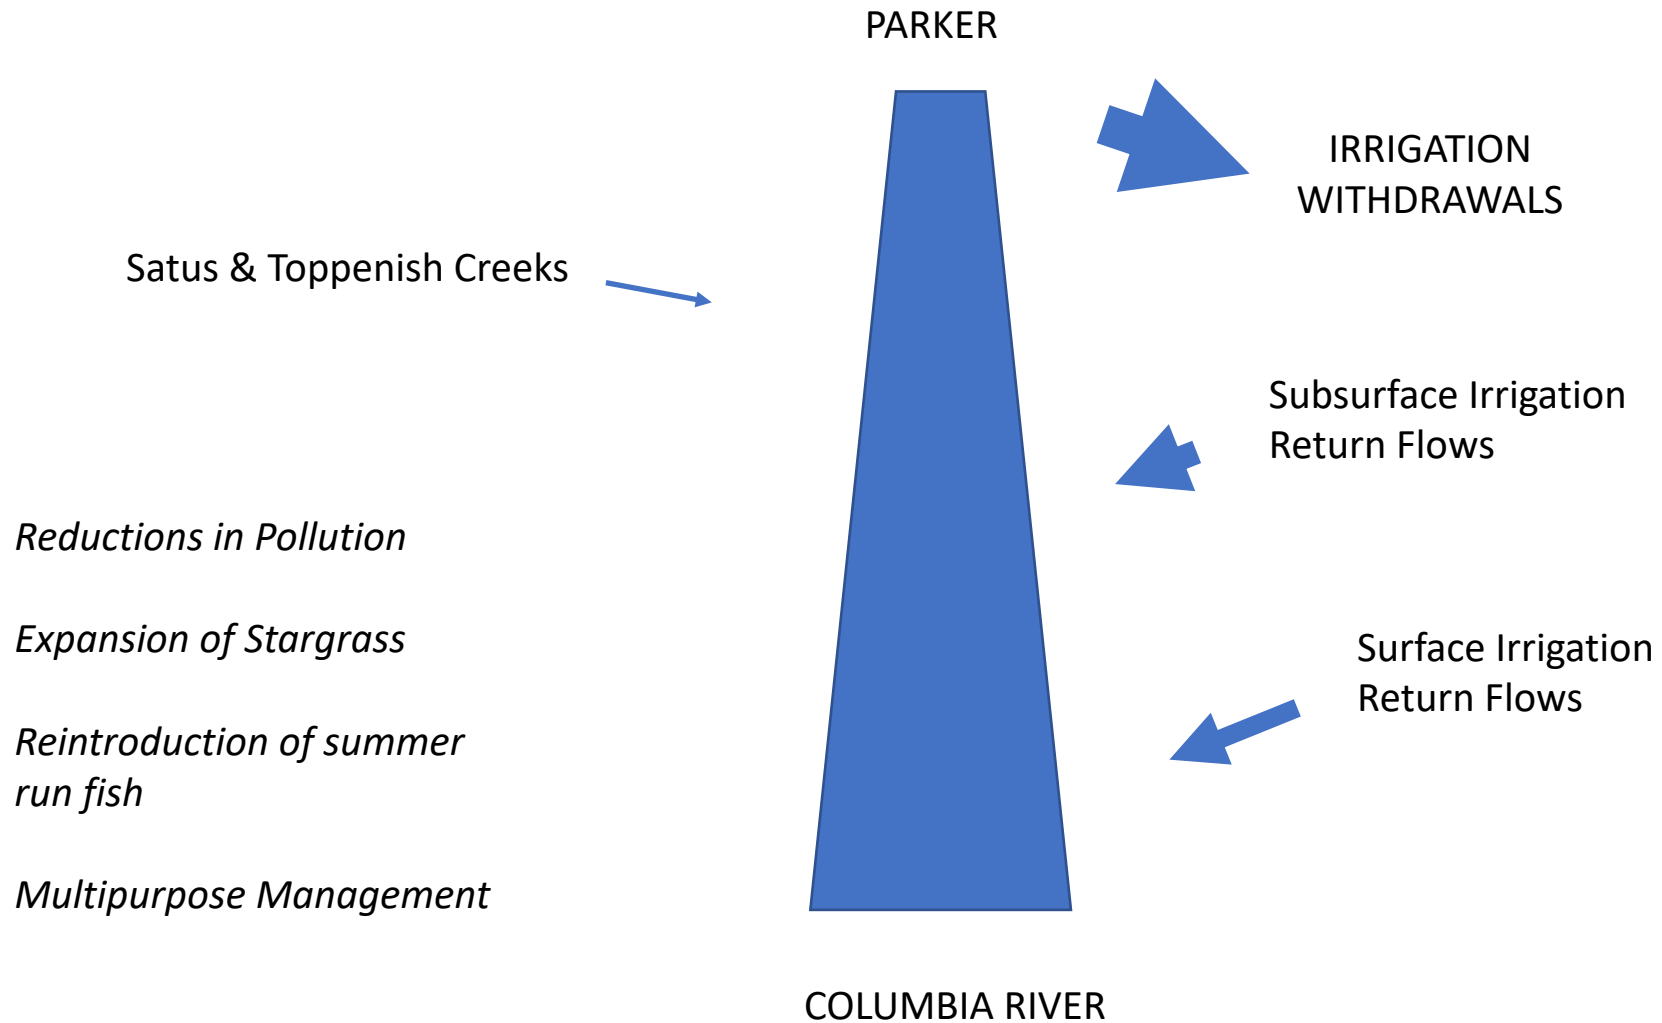 PARKER
IRRIGATION
WITHDRAWALS
Satus & Toppenish Creeks
Subsurface Irrigation
Return Flows
Reductions in Pollution
Expansion of Stargrass
Surface Irrigation
Return Flows
Reintroduction of summer
run fish
Multipurpose Management
COLUMBIA RIVER